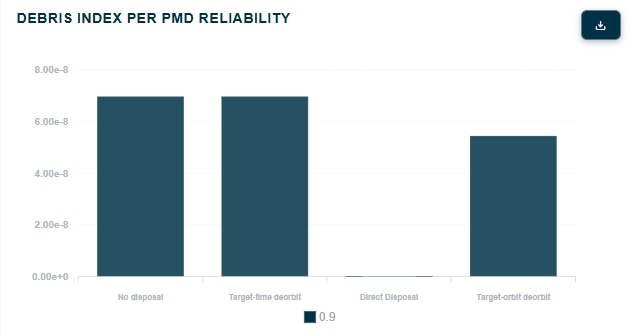 DEBRIS INDEX PER PMD RELIABILITY
8.00e-8
6.00e-8
4.00e-8
2.00e-8
0.00e+0
No disposal Target-time deorbit Direct Disposal Target-orbit deorbit
0.9